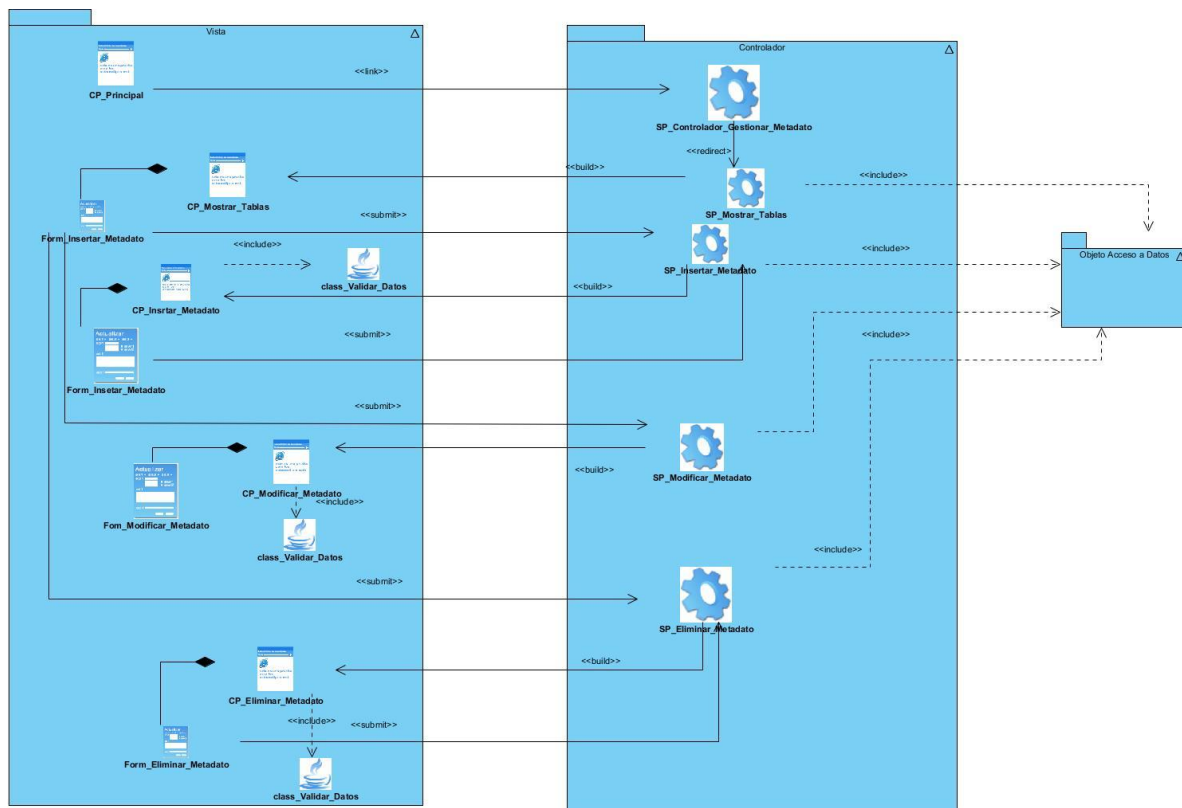 Vista
Controlador
CP_Principal
<<link>>
SP_Controlador_Gestionar_Metadato
<<redirect>>
<<build>>
<<include>>
CP_Mostrar_Tablas
SP_Mostrar_Tablas
Form_Insertar_Metadato
<<submit>>
<<include>>
class_Validar_Datos
SP_Insertar_Metadato
<<include>>
Objeto Acceso a Datos
CP_Insrtar_Metadato
<<build>>
Actualizar
Form_Insetar_Metadato
<<submit>>
<<include>>
<<submit>>
Actualizar
Fom_Modificar_Metadato
CP_Modificar_Metadato
<<include>>
class_Validar_Datos
<<build>>
SP_Modificar_Metadato
<<include>>
<<submit>>
SP_Eliminar_Metadato
<<build>>
CP_Eliminar_Metadato
<<include>>
<<submit>>
Form_Eliminar_Metadato
class_Validar_Datos